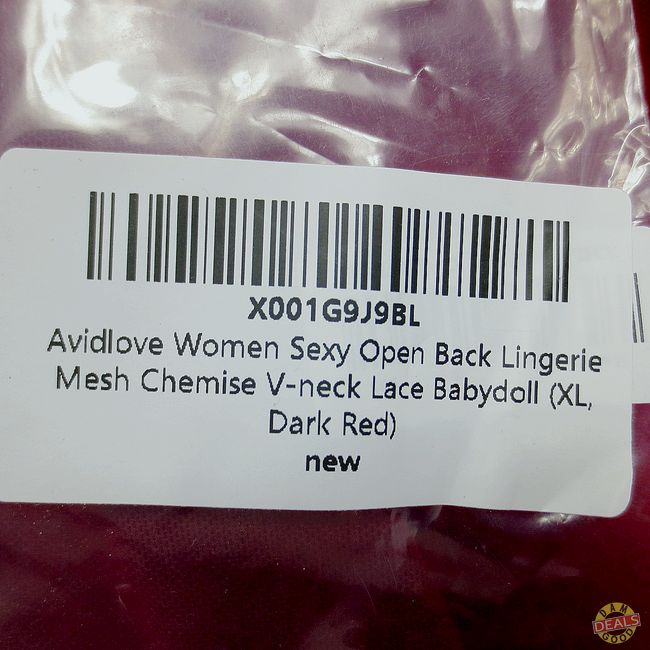 X001G9J9BL
Avidlove Women Sexy Open Back Lingerie
Mesh Chemise V-neck Lace Babydoll (XL,
Dark Red)
new
DAM
DEALS
GOOD